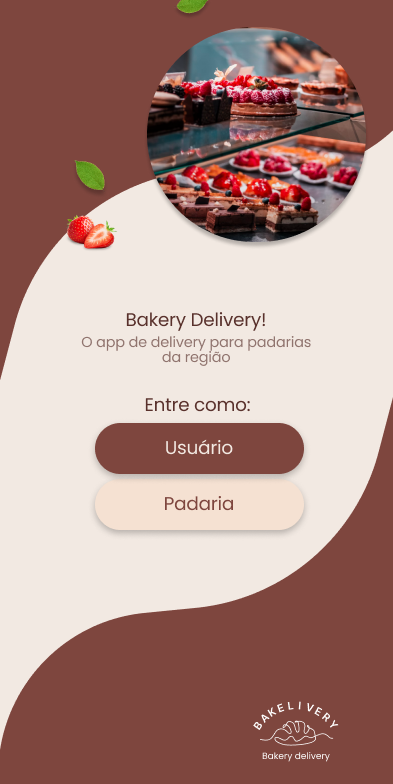 Bakery Delivery!
O app de delivery para padarias
da região
Entre como:
Usuário
Padaria
BAKELIVERY
Bakery delivery